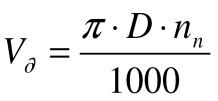 V_д = π · D · n_п / 1000